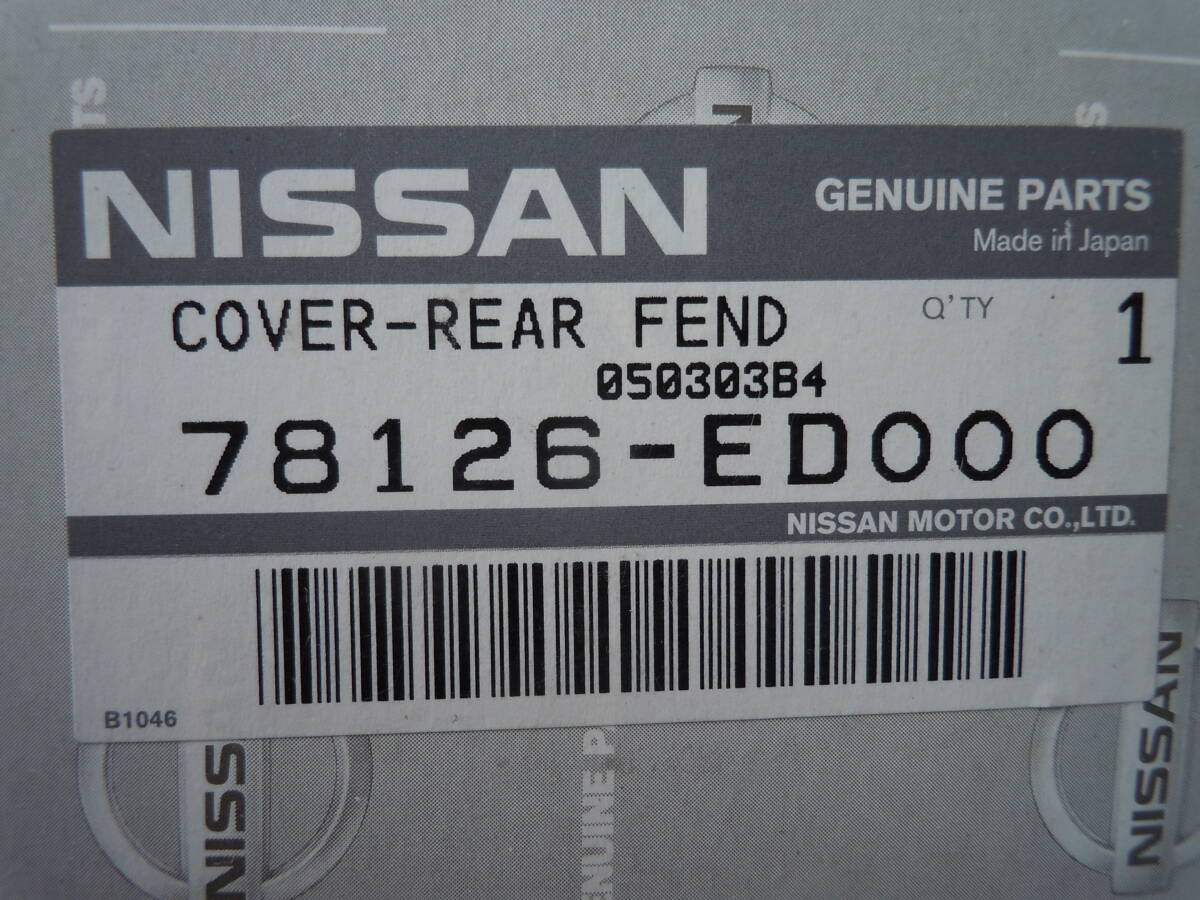 NISSAN
GENUINE PARTS
Made in Japan
COVER-REAR FEND
Q'TY 1
050303B4
78126-ED000
NISSAN MOTOR CO.,LTD.
B1046
NISSAN